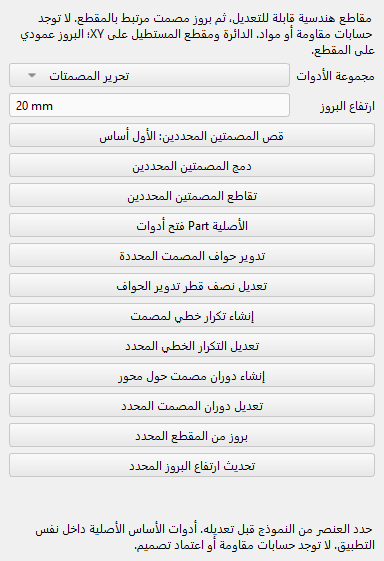 مقاطع هندسية قابلة للتعديل، ثم بروز مصمت مرتبط بالمقطع. لا توجد
حسابات مقاومة أو مواد. الدائرة ومقطع المستطيل على XY؛ البروز عمودي
على المقطع.
مجموعة الأدوات
تحرير المصمتات
ارتفاع البروز
20 mm
قص المصمتين المحددين: الأول أساس
دمج المصمتين المحددين
تقاطع المصمتين المحددين
الأصلية Part فتح أدوات
تدوير حواف المصمت المحددة
تعديل نصف قطر تدوير الحواف
إنشاء تكرار خطي لمصمت
تعديل التكرار الخطي المحدد
إنشاء دوران مصمت حول محور
تعديل دوران المصمت المحدد
بروز من المقطع المحدد
تحديث ارتفاع البروز المحدد
حدد العنصر من النموذج قبل تعديله. أدوات الأساس الأصلية داخل نفس
التطبيق. لا توجد حسابات مقاومة أو اعتماد تصميم.